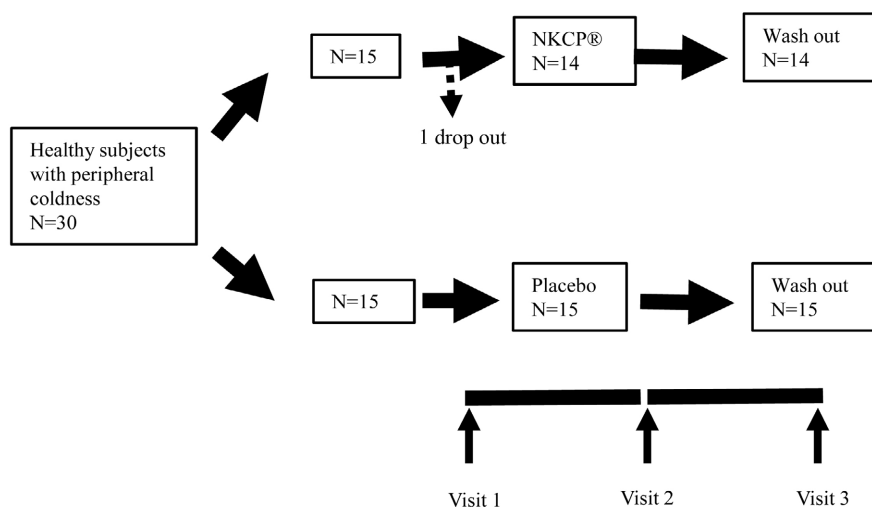 N=15
NKCP®
N=14
Wash out
N=14
1 drop out
Healthy subjects
with peripheral
coldness
N=30
N=15
Placebo
N=15
Wash out
N=15
Visit 1
Visit 2
Visit 3